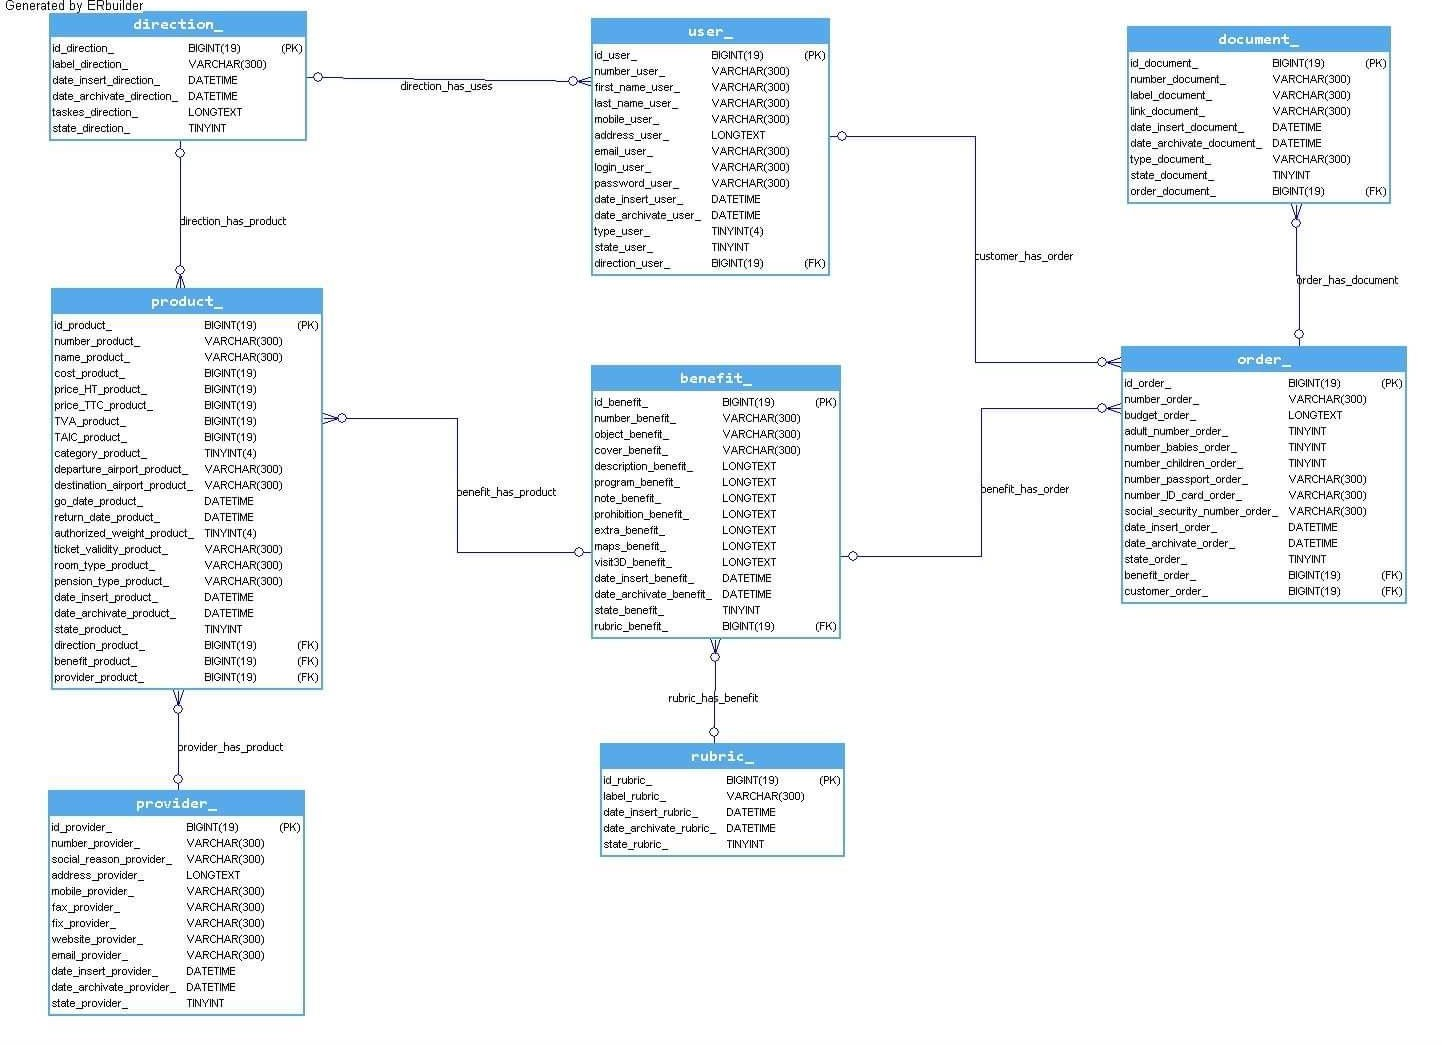 Generated by ERbuilder
direction_
id_direction_ BIGINT(19) (PK)
label_direction_ VARCHAR(300)
date_insert_direction_ DATETIME
date_archivate_direction_ DATETIME
taskes_direction_ LONGTEXT
state_direction_ TINYINT
direction_has_uses
user_
id_user_ BIGINT(19) (PK)
number_user_ VARCHAR(300)
first_name_user_ VARCHAR(300)
last_name_user_ VARCHAR(300)
mobile_user_ VARCHAR(300)
address_user_ LONGTEXT
email_user_ VARCHAR(300)
login_user_ VARCHAR(300)
password_user_ VARCHAR(300)
date_insert_user_ DATETIME
date_archivate_user_ DATETIME
type_user_ TINYINT(4)
state_user_ TINYINT
direction_user_ BIGINT(19) (FK)
customer_has_order
document_
id_document_ BIGINT(19) (PK)
number_document_ VARCHAR(300)
label_document_ VARCHAR(300)
link_document_ VARCHAR(300)
date_insert_document_ DATETIME
date_archivate_document_ DATETIME
type_document_ VARCHAR(300)
state_document_ TINYINT
order_document_ BIGINT(19) (FK)
order_has_document
direction_has_product
product_
id_product_ BIGINT(19) (PK)
number_product_ VARCHAR(300)
name_product_ VARCHAR(300)
cost_product_ BIGINT(19)
price_HT_product_ BIGINT(19)
price_TTC_product_ BIGINT(19)
TVA_product_ BIGINT(19)
TAIC_product_ BIGINT(19)
category_product_ TINYINT(4)
departure_airport_product_ VARCHAR(300)
destination_airport_product_ VARCHAR(300)
go_date_product_ DATETIME
return_date_product_ DATETIME
authorized_weight_product_ TINYINT(4)
ticket_validity_product_ VARCHAR(300)
room_type_product_ VARCHAR(300)
pension_type_product_ VARCHAR(300)
date_insert_product_ DATETIME
date_archivate_product_ DATETIME
state_product_ TINYINT
direction_product_ BIGINT(19) (FK)
benefit_product_ BIGINT(19) (FK)
provider_product_ BIGINT(19) (FK)
benefit_has_product
benefit_
id_benefit_ BIGINT(19) (PK)
number_benefit_ VARCHAR(300)
object_benefit_ VARCHAR(300)
cover_benefit_ VARCHAR(300)
description_benefit_ LONGTEXT
program_benefit_ LONGTEXT
note_benefit_ LONGTEXT
prohibition_benefit_ LONGTEXT
extra_benefit_ LONGTEXT
maps_benefit_ LONGTEXT
visit3D_benefit_ LONGTEXT
date_insert_benefit_ DATETIME
date_archivate_benefit_ DATETIME
state_benefit_ TINYINT
rubric_benefit_ BIGINT(19) (FK)
benefit_has_order
order_
id_order_ BIGINT(19) (PK)
number_order_ VARCHAR(300)
budget_order_ LONGTEXT
adult_number_order_ TINYINT
number_babies_order_ TINYINT
number_children_order_ TINYINT
number_passport_order_ VARCHAR(300)
number_ID_card_order_ VARCHAR(300)
social_security_number_order_ VARCHAR(300)
date_insert_order_ DATETIME
date_archivate_order_ DATETIME
state_order_ TINYINT
benefit_order_ BIGINT(19) (FK)
customer_order_ BIGINT(19) (FK)
rubric_has_benefit
rubric_
id_rubric_ BIGINT(19) (PK)
label_rubric_ VARCHAR(300)
date_insert_rubric_ DATETIME
date_archivate_rubric_ DATETIME
state_rubric_ TINYINT
provider_has_product
provider_
id_provider_ BIGINT(19) (PK)
number_provider_ VARCHAR(300)
social_reason_provider_ VARCHAR(300)
address_provider_ LONGTEXT
mobile_provider_ VARCHAR(300)
fax_provider_ VARCHAR(300)
fix_provider_ VARCHAR(300)
website_provider_ VARCHAR(300)
email_provider_ VARCHAR(300)
date_insert_provider_ DATETIME
date_archivate_provider_ DATETIME
state_provider_ TINYINT